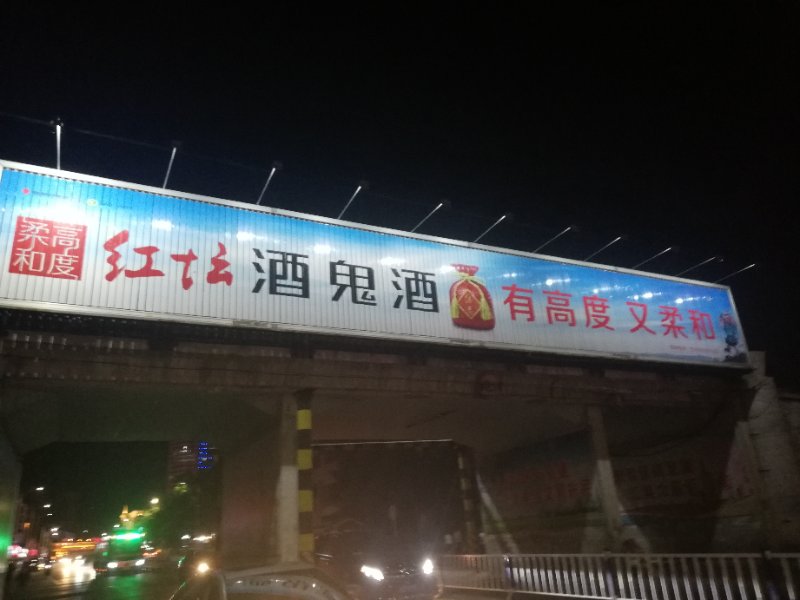 高度柔和
红坛 酒鬼酒 有高度 又柔和